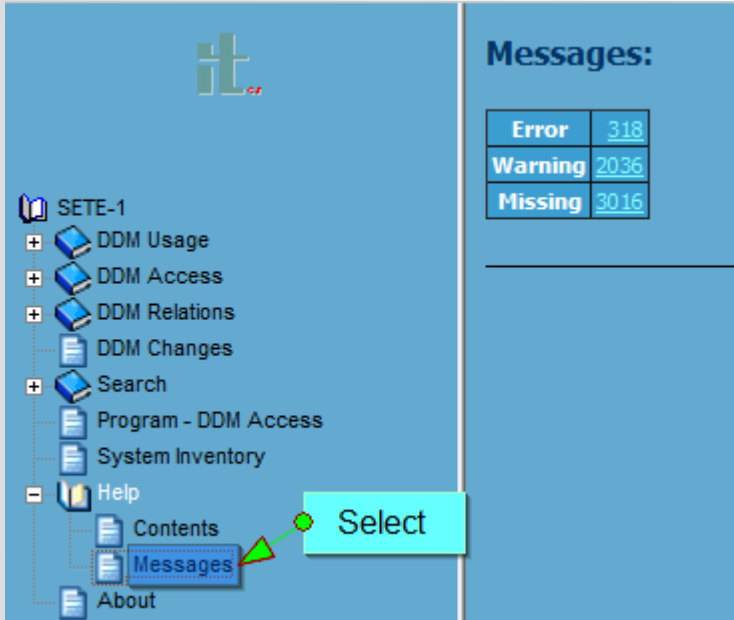 it
Messages:
Error 318
Warning 2036
Missing 3016
SETE-1
DDM Usage
DDM Access
DDM Relations
DDM Changes
Search
Program - DDM Access
System Inventory
Help
Contents
Select
Messages
About